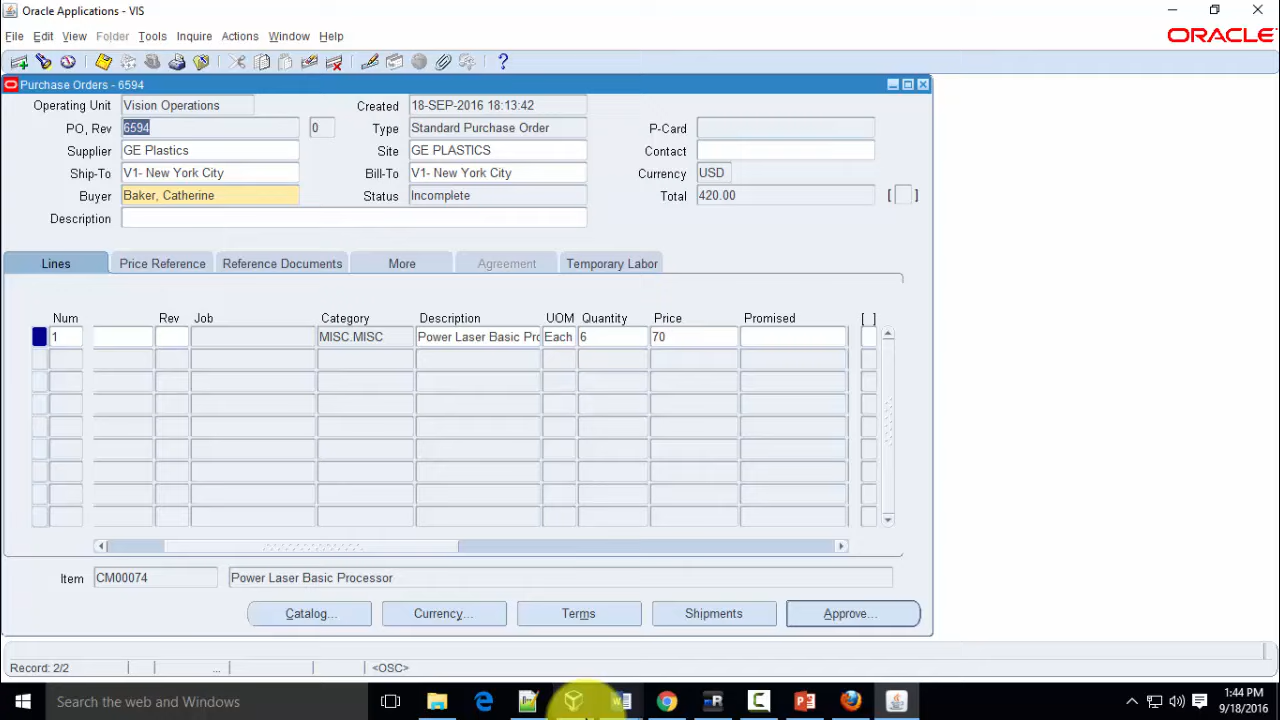 Oracle Applications - VIS
File Edit View Folder Tools Inquire Actions Window Help
ORACLE
Purchase Orders - 6594
Operating Unit Vision Operations Created 18-SEP-2016 18:13:42
PO, Rev 6594 0 Type Standard Purchase Order P-Card
Supplier GE Plastics Site GE PLASTICS Contact
Ship-To V1- New York City Bill-To V1- New York City Currency USD
Buyer Baker, Catherine Status Incomplete Total 420.00 [ ]
Description
Lines Price Reference Reference Documents More Agreement Temporary Labor
Num Rev Job Category Description UOM Quantity Price Promised [ ]
1 MISC.MISC Power Laser Basic Prc Each 6 70
Item CM00074 Power Laser Basic Processor
Catalog... Currency... Terms Shipments Approve...
Record: 2/2 ... <OSC>
Search the web and Windows
1:44 PM
9/18/2016